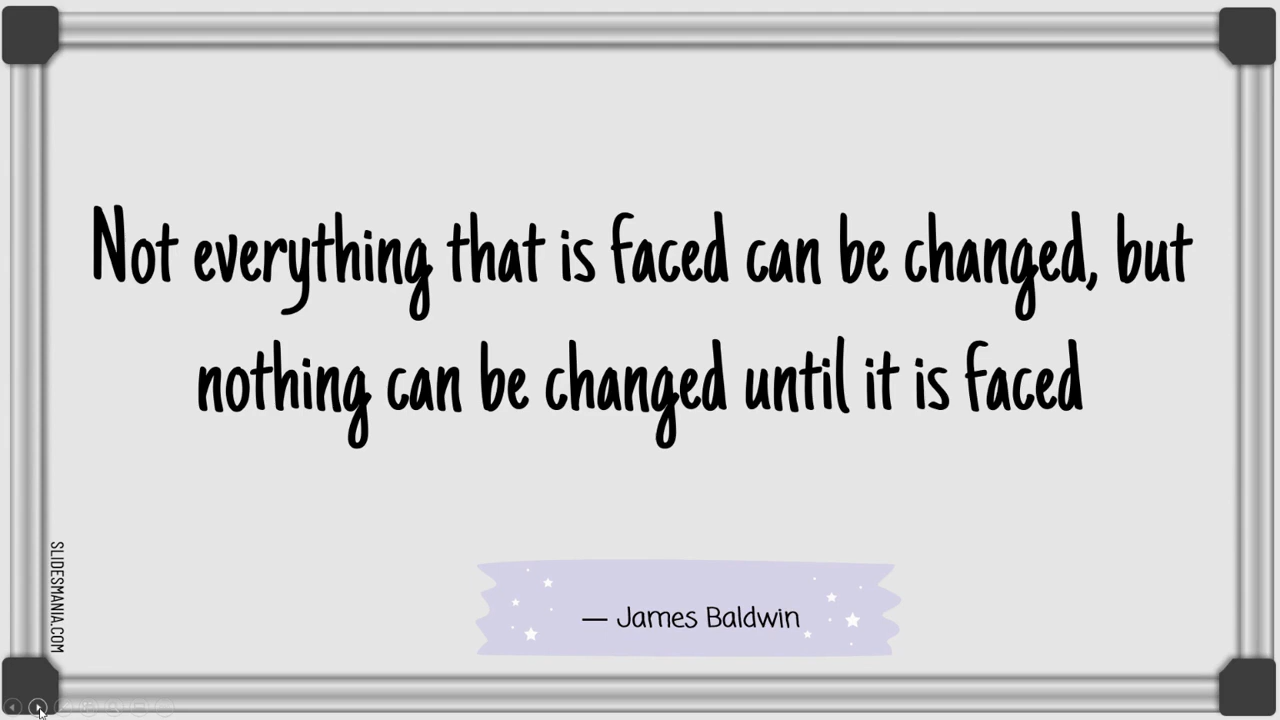 Not everything that is faced can be changed, but
nothing can be changed until it is faced
— James Baldwin
SLIDESMANIA.COM